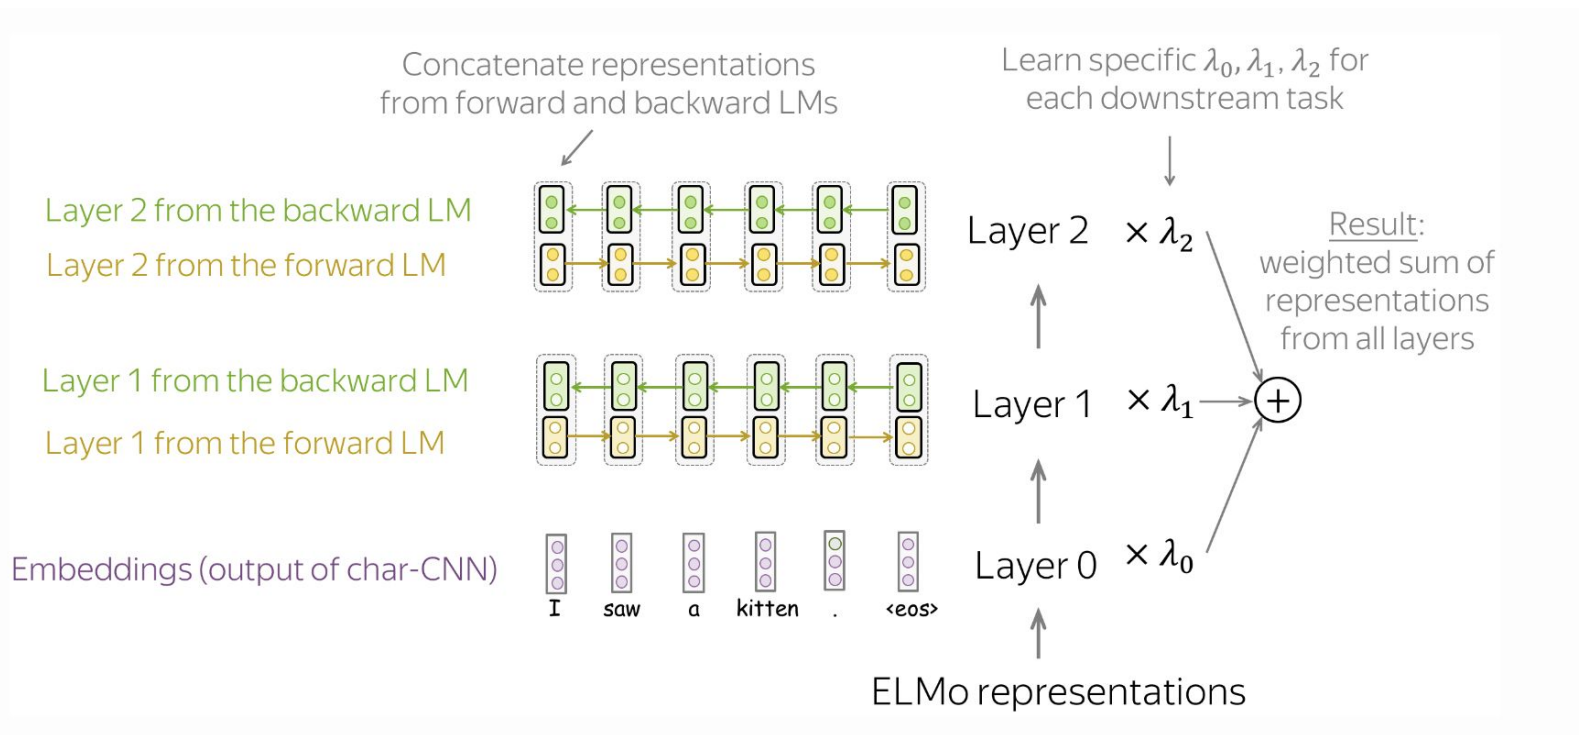 Concatenate representations
from forward and backward LMs
Learn specific λ₀, λ₁, λ₂ for
each downstream task
Layer 2 from the backward LM
Layer 2 from the forward LM
Layer 2 × λ₂
Result:
weighted sum of
representations
from all layers
Layer 1 from the backward LM
Layer 1 from the forward LM
Layer 1 × λ₁
+
Embeddings (output of char-CNN)
Layer 0 × λ₀
I saw a kitten . <eos>
ELMo representations